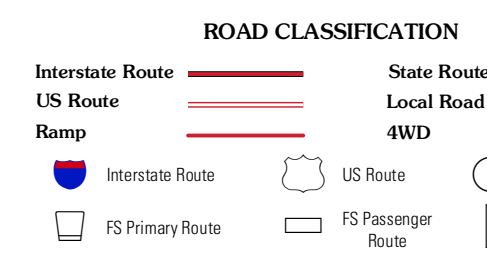 ROAD CLASSIFICATION
Interstate Route State Route
US Route Local Road
Ramp 4WD
Interstate Route US Route
FS Primary Route FS Passenger
Route